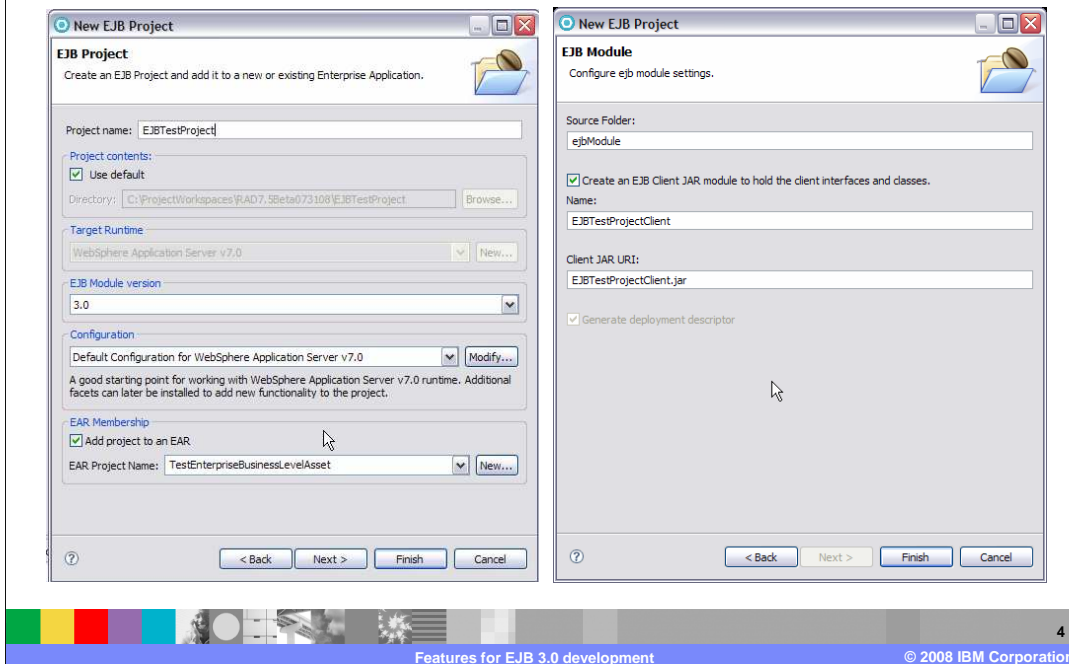 New EJB Project
EJB Project
Create an EJB Project and add it to a new or existing Enterprise Application.
Project name: EJBTestProject
Project contents:
Use default
Directory: C:\ProjectWorkspaces\RAD7.5Beta073108\EJBTestProject Browse...
Target Runtime
WebSphere Application Server v7.0 New...
EJB Module version
3.0
Configuration
Default Configuration for WebSphere Application Server v7.0 Modify...
A good starting point for working with WebSphere Application Server v7.0 runtime. Additional
facets can later be installed to add new functionality to the project.
EAR Membership
Add project to an EAR
EAR Project Name: TestEnterpriseBusinessLevelAsset New...
? < Back Next > Finish Cancel
New EJB Project
EJB Module
Configure ejb module settings.
Source Folder:
ejbModule
Create an EJB Client JAR module to hold the client interfaces and classes.
Name:
EJBTestProjectClient
Client JAR URI:
EJBTestProjectClient.jar
Generate deployment descriptor
? < Back Next > Finish Cancel
4
Features for EJB 3.0 development © 2008 IBM Corporation